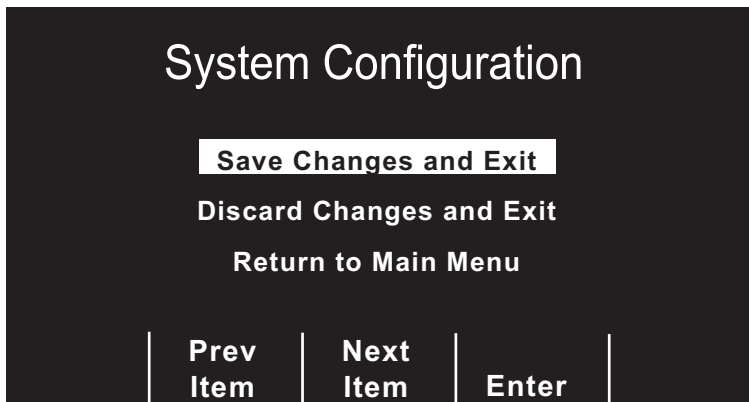 System Configuration
Save Changes and Exit
Discard Changes and Exit
Return to Main Menu
Prev Next
Item Item Enter